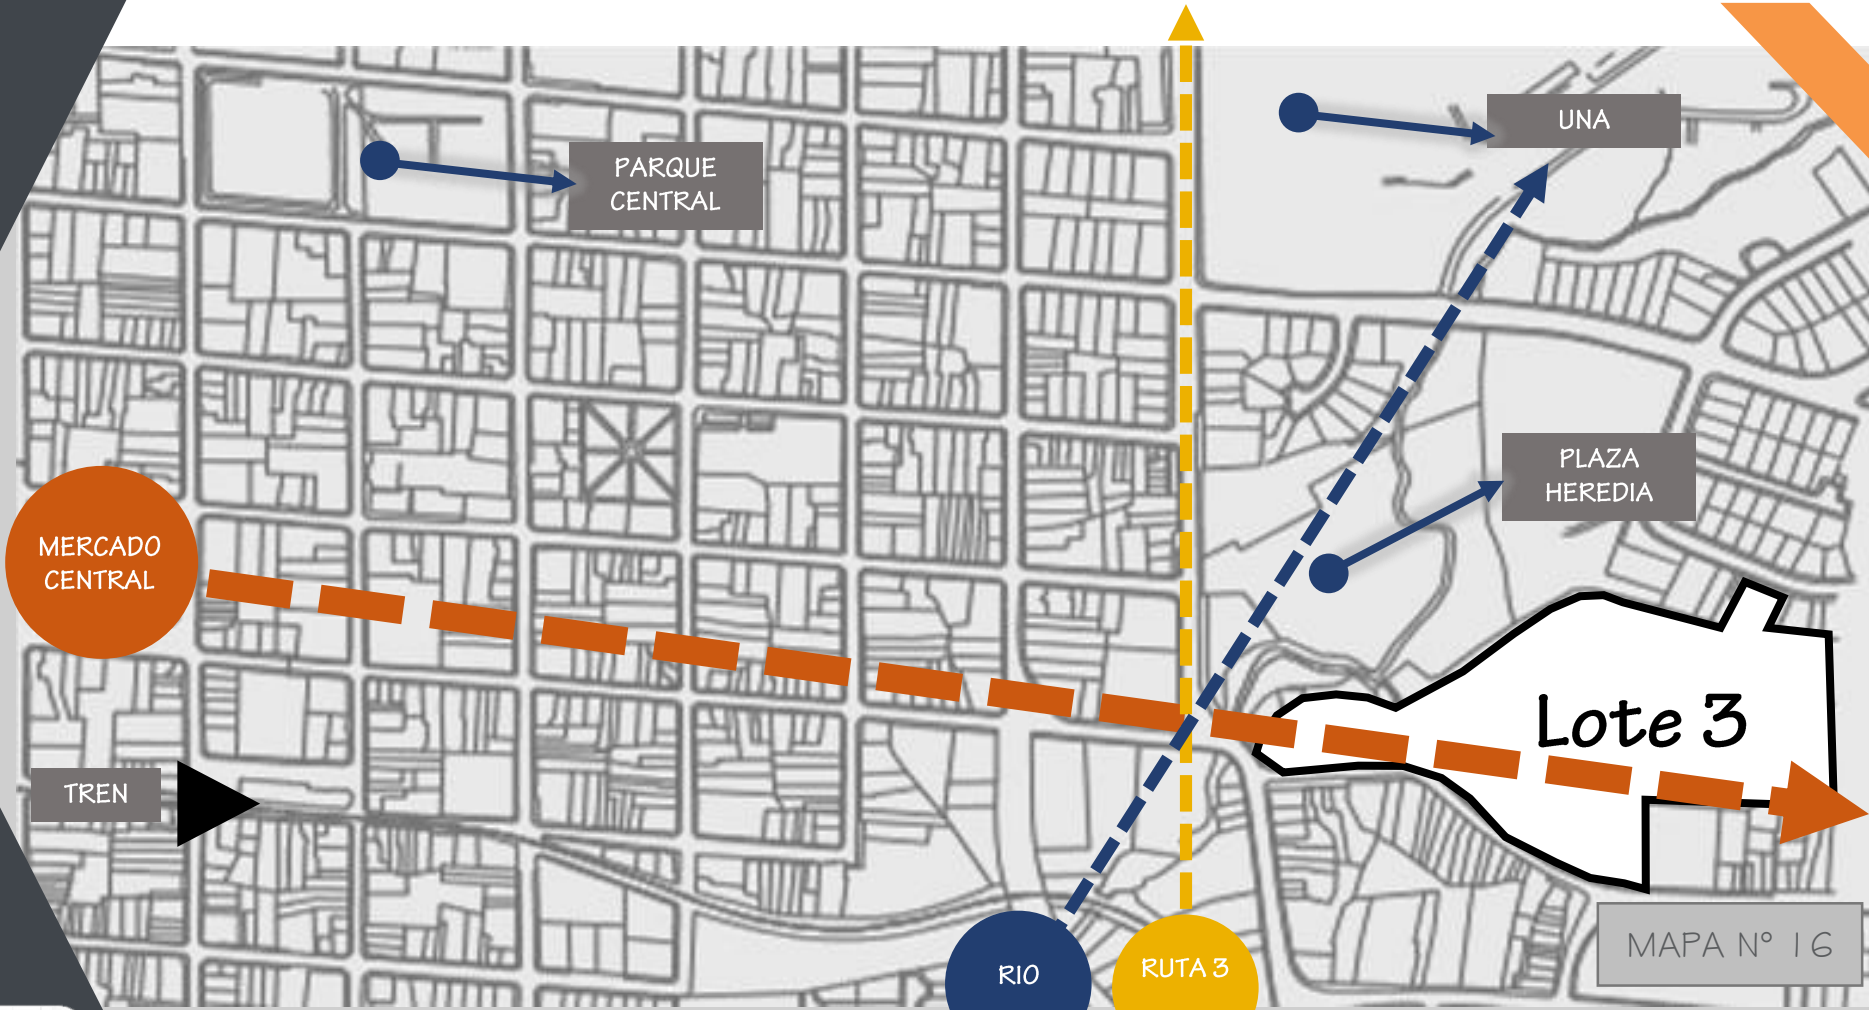 UNA
PARQUE
CENTRAL
PLAZA
HEREDIA
MERCADO
CENTRAL
Lote 3
TREN
MAPA N° 16
RIO
RUTA 3